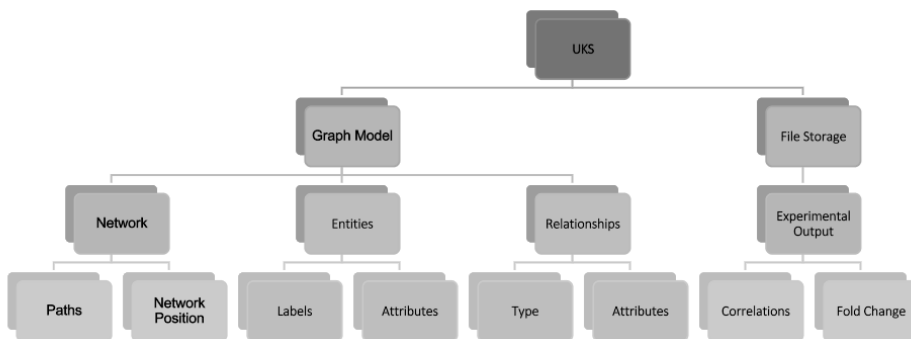 UKS
Graph Model
File Storage
Network
Entities
Relationships
Experimental
Output
Paths
Network
Position
Labels
Attributes
Type
Attributes
Correlations
Fold Change